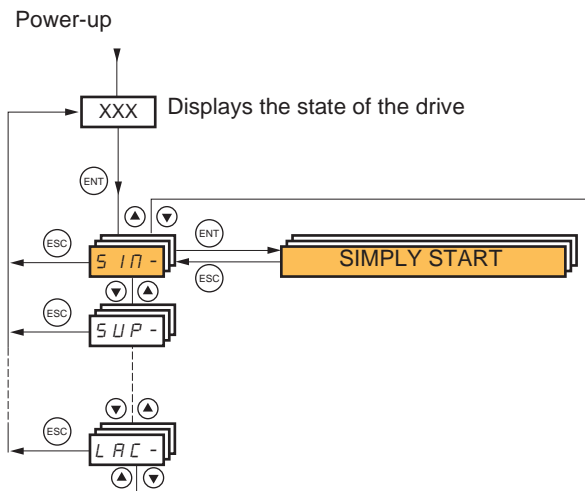 Power-up
XXX Displays the state of the drive
ENT
ESC SIM- ENT SIMPLY START
ESC
ESC SUP-
ESC LAC-